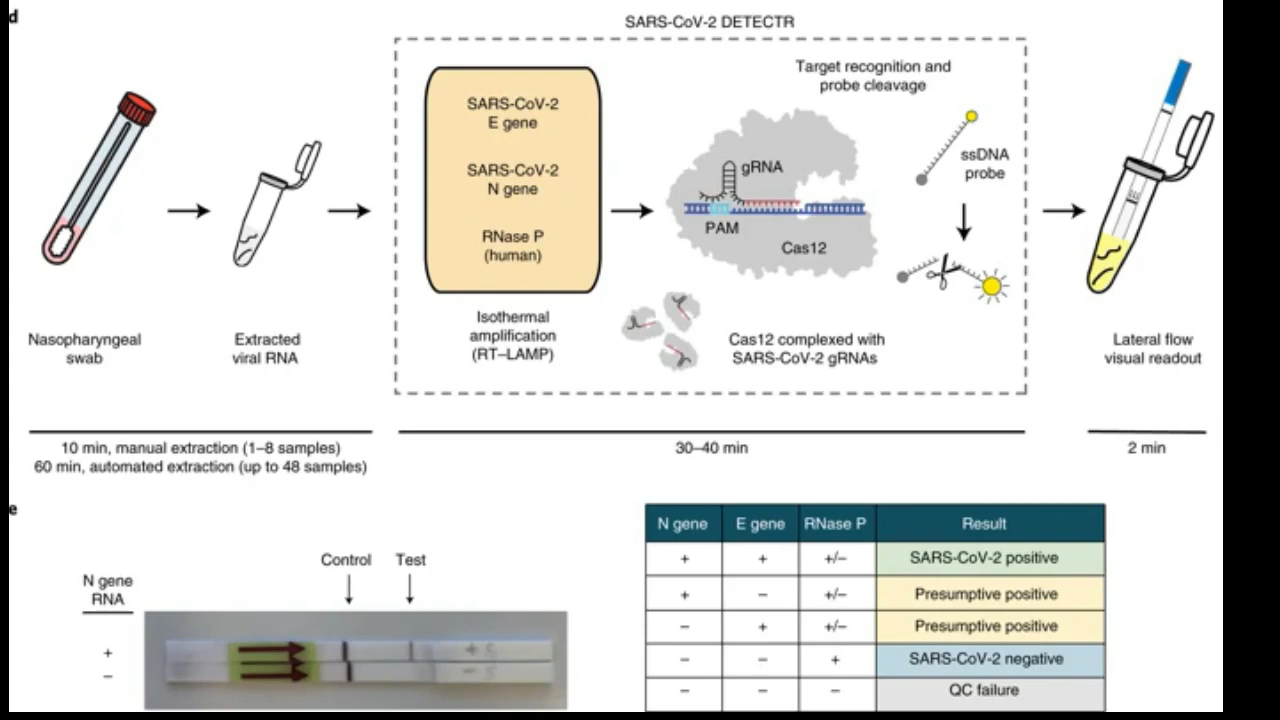 d
SARS-CoV-2 DETECTR
SARS-CoV-2
E gene
SARS-CoV-2
N gene
RNase P
(human)
Isothermal
amplification
(RT–LAMP)
Target recognition and
probe cleavage
gRNA
PAM
Cas12
ssDNA
probe
Cas12 complexed with
SARS-CoV-2 gRNAs
Nasopharyngeal
swab
Extracted
viral RNA
Lateral flow
visual readout
10 min, manual extraction (1–8 samples)
60 min, automated extraction (up to 48 samples)
30–40 min
2 min
e
Control Test
N gene
RNA
+
–
N gene E gene RNase P Result
+ + +/– SARS-CoV-2 positive
+ – +/– Presumptive positive
– + +/– Presumptive positive
– – + SARS-CoV-2 negative
– – – QC failure